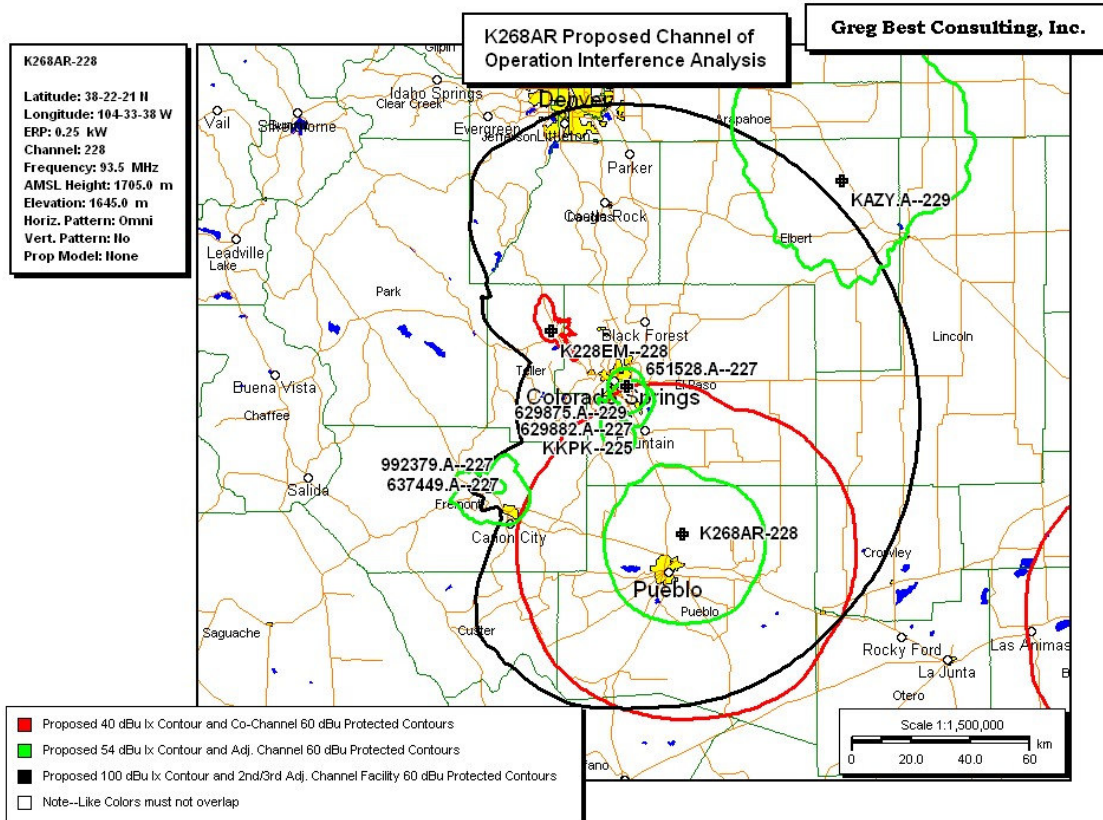 K268AR Proposed Channel of
Operation Interference Analysis
Greg Best Consulting, Inc.
K268AR-228
Latitude: 38-22-21 N
Longitude: 104-33-38 W
ERP: 0.25 kW
Channel: 228
Frequency: 93.5 MHz
AMSL Height: 1705.0 m
Elevation: 1645.0 m
Horiz. Pattern: Omni
Vert. Pattern: No
Prop Model: None
Gilpin
Idaho Springs
Clear Creek
Denver
Vail
Silverthorne
Evergreen
Jefferson
Littleton
Arapahoe
Parker
KAZY.A--229
Castle Rock
Elbert
Leadville
Lake
Park
Lincoln
Black Forest
K228EM--228
Teller
651528.A--227
El Paso
Buena Vista
Chaffee
Colorado Springs
629875.A--229
629882.A--227
Fountain
KKPK--225
992379.A--227
637449.A--227
Salida
Fremont
Canon City
K268AR-228
Crowley
Pueblo
Pueblo
Saguache
Custer
Rocky Ford
Las Animas
La Junta
Otero
Proposed 40 dBu Ix Contour and Co-Channel 60 dBu Protected Contours
Proposed 54 dBu Ix Contour and Adj. Channel 60 dBu Protected Contours
Proposed 100 dBu Ix Contour and 2nd/3rd Adj. Channel Facility 60 dBu Protected Contours
Note--Like Colors must not overlap
Scale 1:1,500,000
0 20 40 60
km